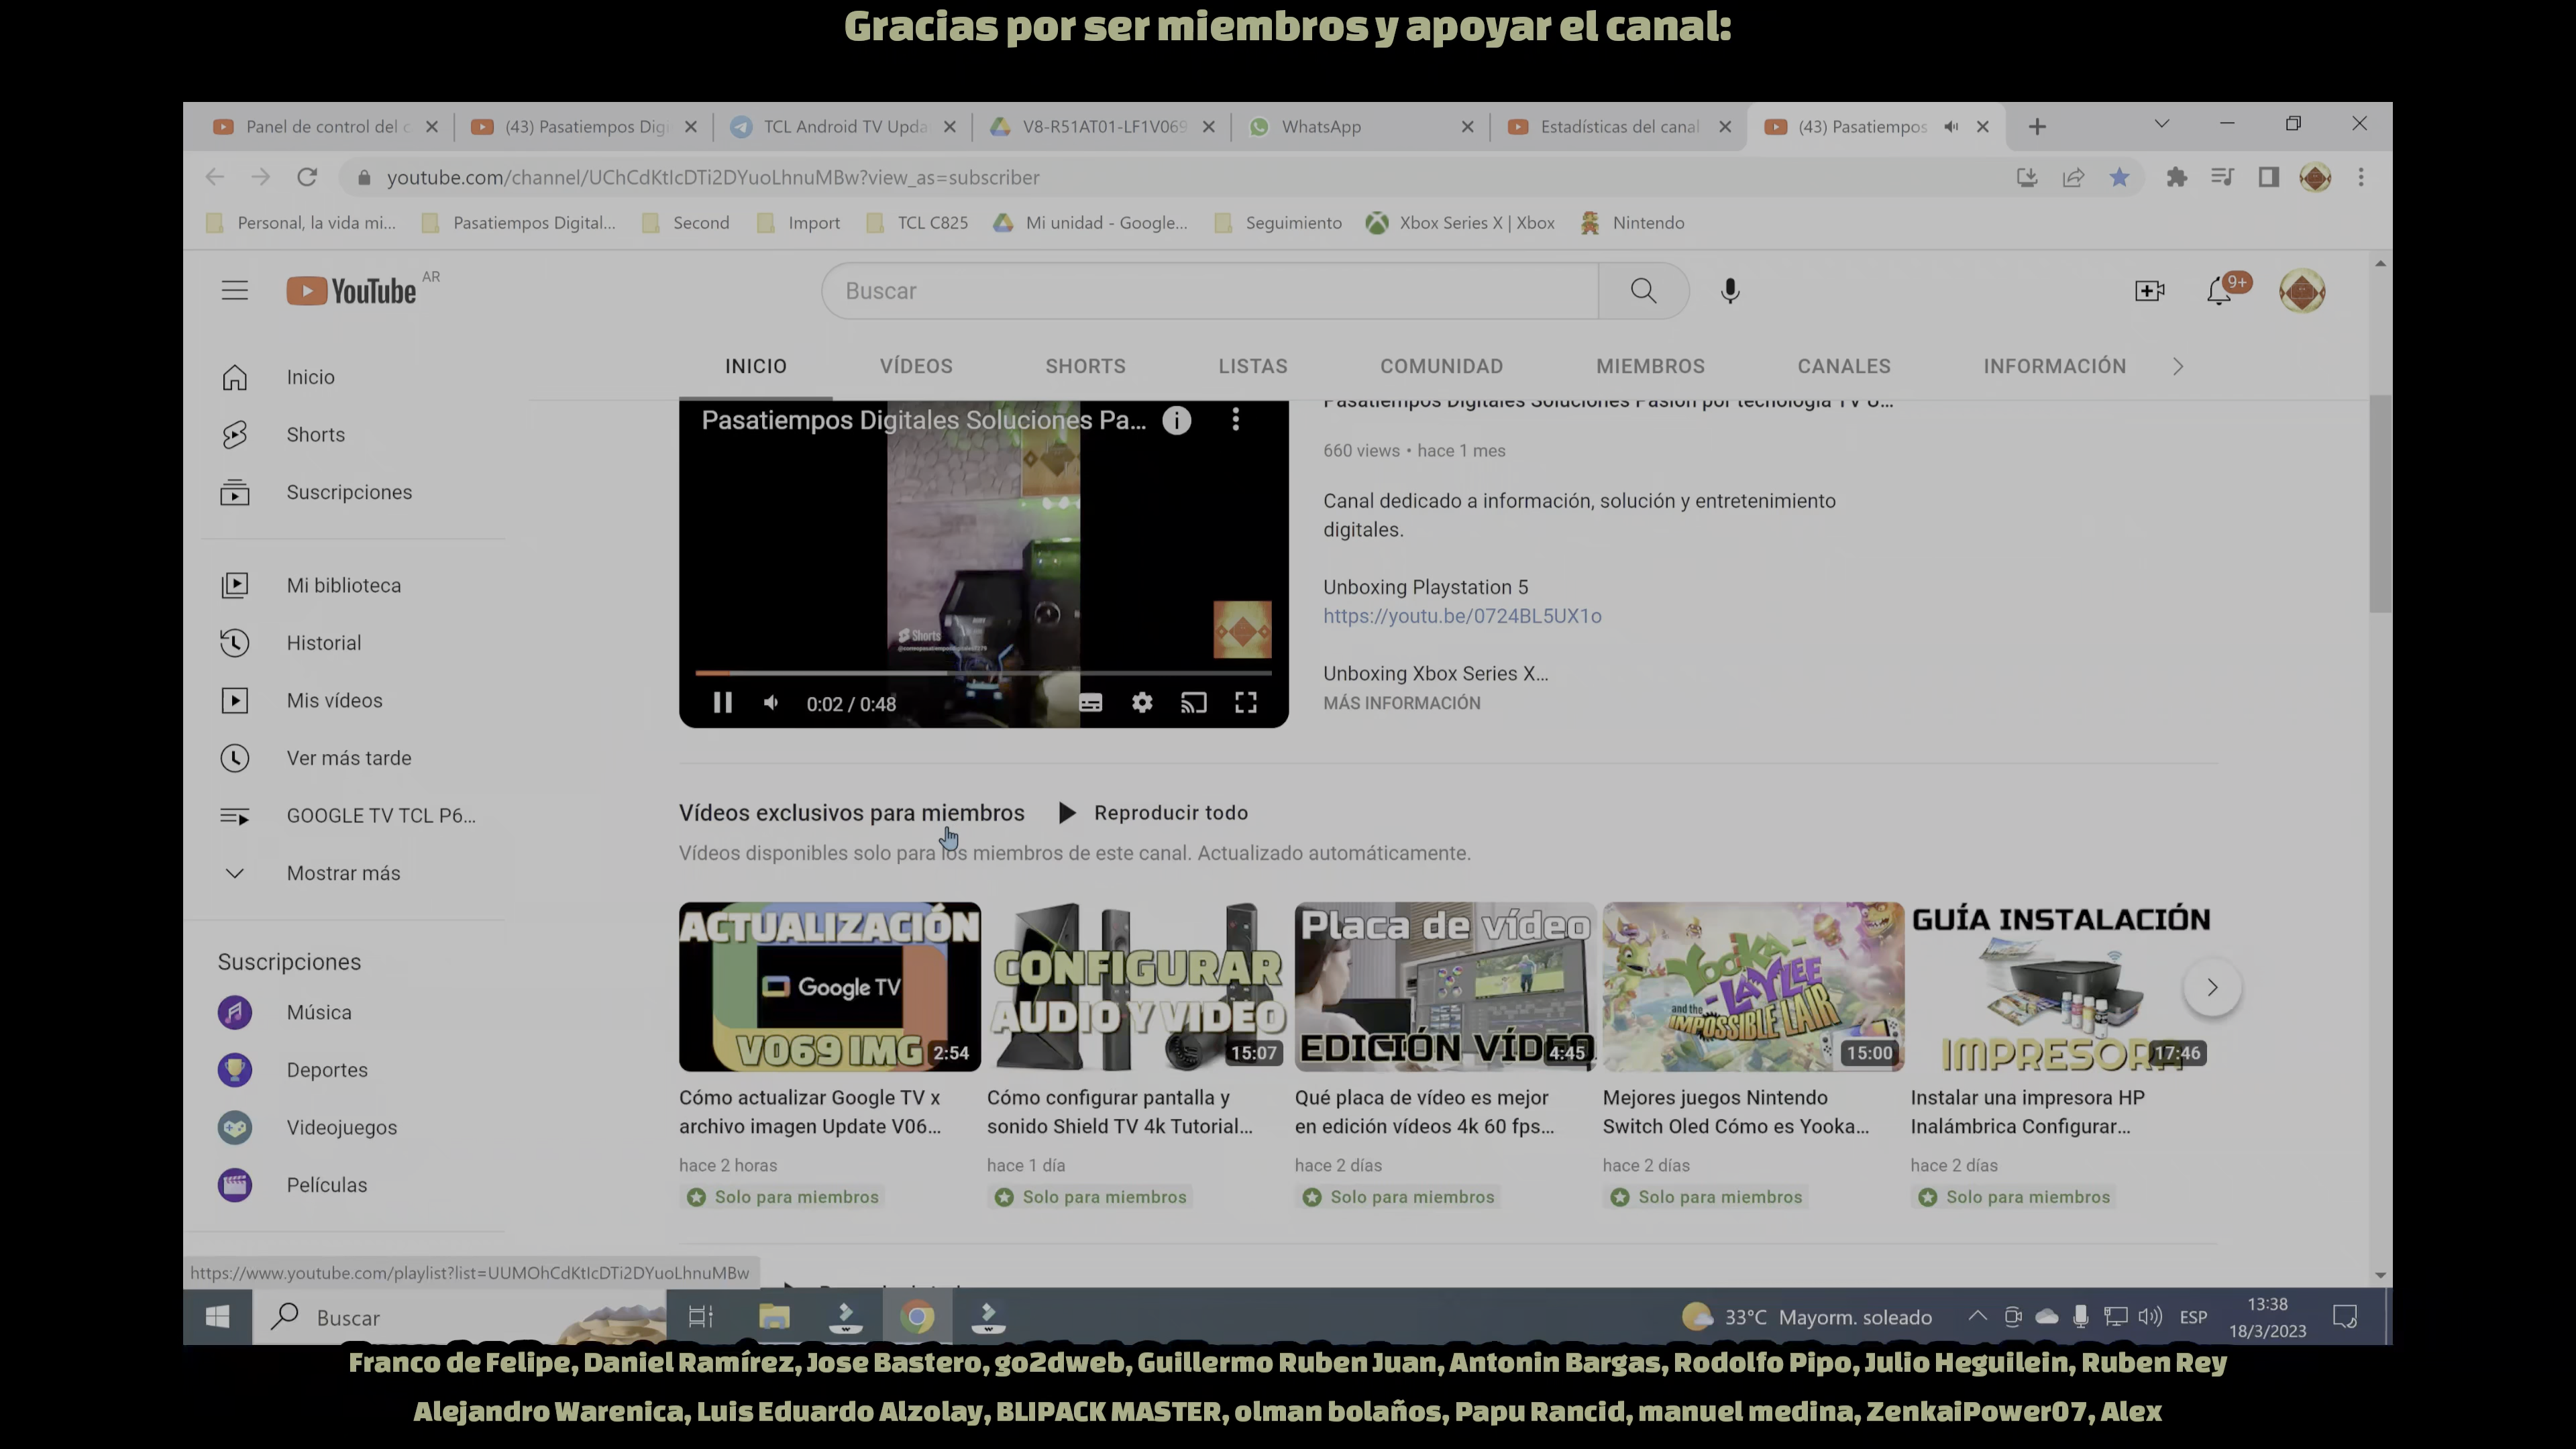 Gracias por ser miembros y apoyar el canal:
Panel de control del c
(43) Pasatiempos Digi
TCL Android TV Upda
V8-R51AT01-LF1V069
WhatsApp
Estadísticas del canal
(43) Pasatiempos
youtube.com/channel/UChCdKtIcDTi2DYuoLhnuMBw?view_as=subscriber
Personal, la vida mi...
Pasatiempos Digital...
Second
Import
TCL C825
Mi unidad - Google...
Seguimiento
Xbox Series X | Xbox
Nintendo
YouTube AR
Buscar
9+
INICIO
VÍDEOS
SHORTS
LISTAS
COMUNIDAD
MIEMBROS
CANALES
INFORMACIÓN
Inicio
Shorts
Suscripciones
Mi biblioteca
Historial
Mis vídeos
Ver más tarde
GOOGLE TV TCL P6...
Mostrar más
Suscripciones
Música
Deportes
Videojuegos
Películas
Pasatiempos Digitales Soluciones Pa...
Shorts
0:02 / 0:48
Pasatiempos Digitales Soluciones Pasión por tecnología TV U...
660 views • hace 1 mes
Canal dedicado a información, solución y entretenimiento
digitales.
Unboxing Playstation 5
https://youtu.be/0724BL5UX1o
Unboxing Xbox Series X...
MÁS INFORMACIÓN
Vídeos exclusivos para miembros
Reproducir todo
Vídeos disponibles solo para los miembros de este canal. Actualizado automáticamente.
ACTUALIZACIÓN
Google TV
V069 IMG
2:54
Cómo actualizar Google TV x
archivo imagen Update V06...
hace 2 horas
Solo para miembros
CONFIGURAR
AUDIO Y VIDEO
15:07
Cómo configurar pantalla y
sonido Shield TV 4k Tutorial...
hace 1 día
Solo para miembros
Placa de vídeo
EDICIÓN VÍDEO
4:45
Qué placa de vídeo es mejor
en edición vídeos 4k 60 fps...
hace 2 días
Solo para miembros
YOOKA-
LAYLEE
and the
IMPOSSIBLE LAIR
15:00
Mejores juegos Nintendo
Switch Oled Cómo es Yooka...
hace 2 días
Solo para miembros
GUÍA INSTALACIÓN
IMPRESORA
17:46
Instalar una impresora HP
Inalámbrica Configurar...
hace 2 días
Solo para miembros
https://www.youtube.com/playlist?list=UUMOhCdKtIcDTi2DYuoLhnuMBw
Buscar
33°C Mayorm. soleado
ESP
13:38
18/3/2023
Franco de Felipe, Daniel Ramírez, Jose Bastero, go2dweb, Guillermo Ruben Juan, Antonin Bargas, Rodolfo Pipo, Julio Heguilein, Ruben Rey
Alejandro Warenica, Luis Eduardo Alzolay, BLIPACK MASTER, olman bolaños, Papu Rancid, manuel medina, ZenkaiPower07, Alex